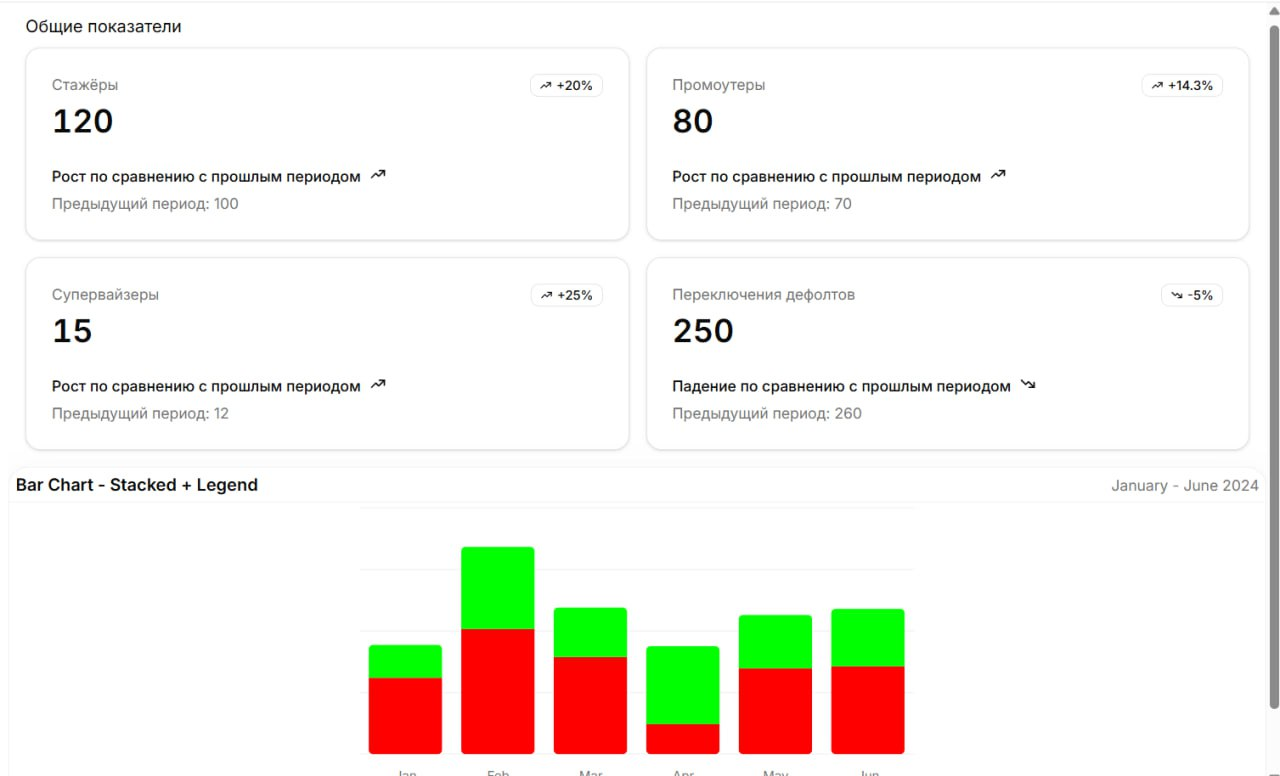 Общие показатели
Стажёры
+20%
120
Рост по сравнению с прошлым периодом
Предыдущий период: 100
Промоутеры
+14.3%
80
Рост по сравнению с прошлым периодом
Предыдущий период: 70
Супервайзеры
+25%
15
Рост по сравнению с прошлым периодом
Предыдущий период: 12
Переключения дефолтов
-5%
250
Падение по сравнению с прошлым периодом
Предыдущий период: 260
Bar Chart - Stacked + Legend
January - June 2024
Jan Feb Mar Apr May Jun